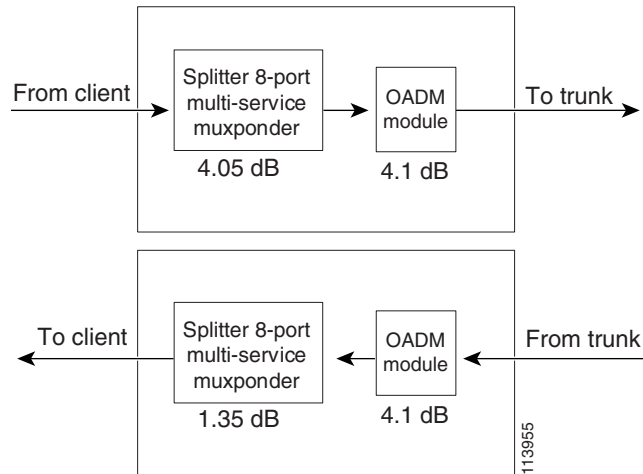 From client
Splitter 8-port
multi-service
muxponder
4.05 dB
OADM
module
4.1 dB
To trunk
To client
Splitter 8-port
multi-service
muxponder
1.35 dB
OADM
module
4.1 dB
From trunk
113955